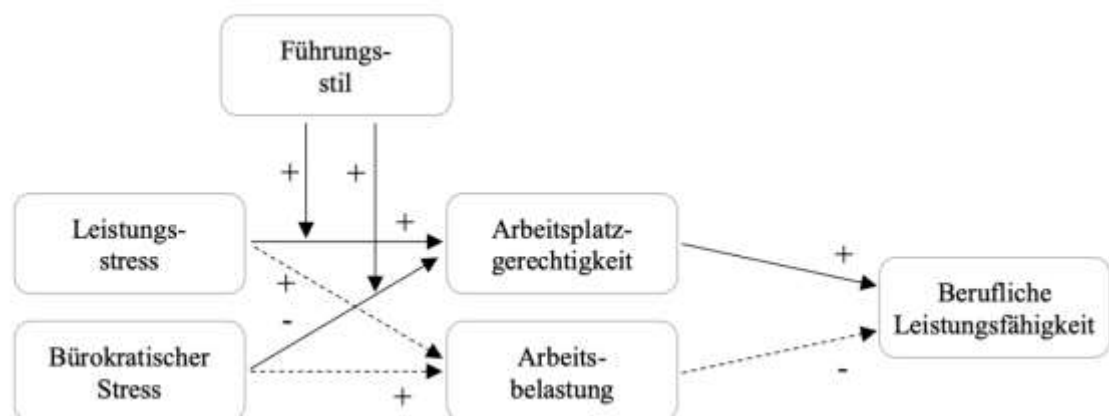 Führungs-
stil
+
+
Leistungs-
stress
+
Arbeitsplatz-
gerechtigkeit
+
+
-
Berufliche
Leistungsfähigkeit
Bürokratischer
Stress
+
Arbeits-
belastung
-